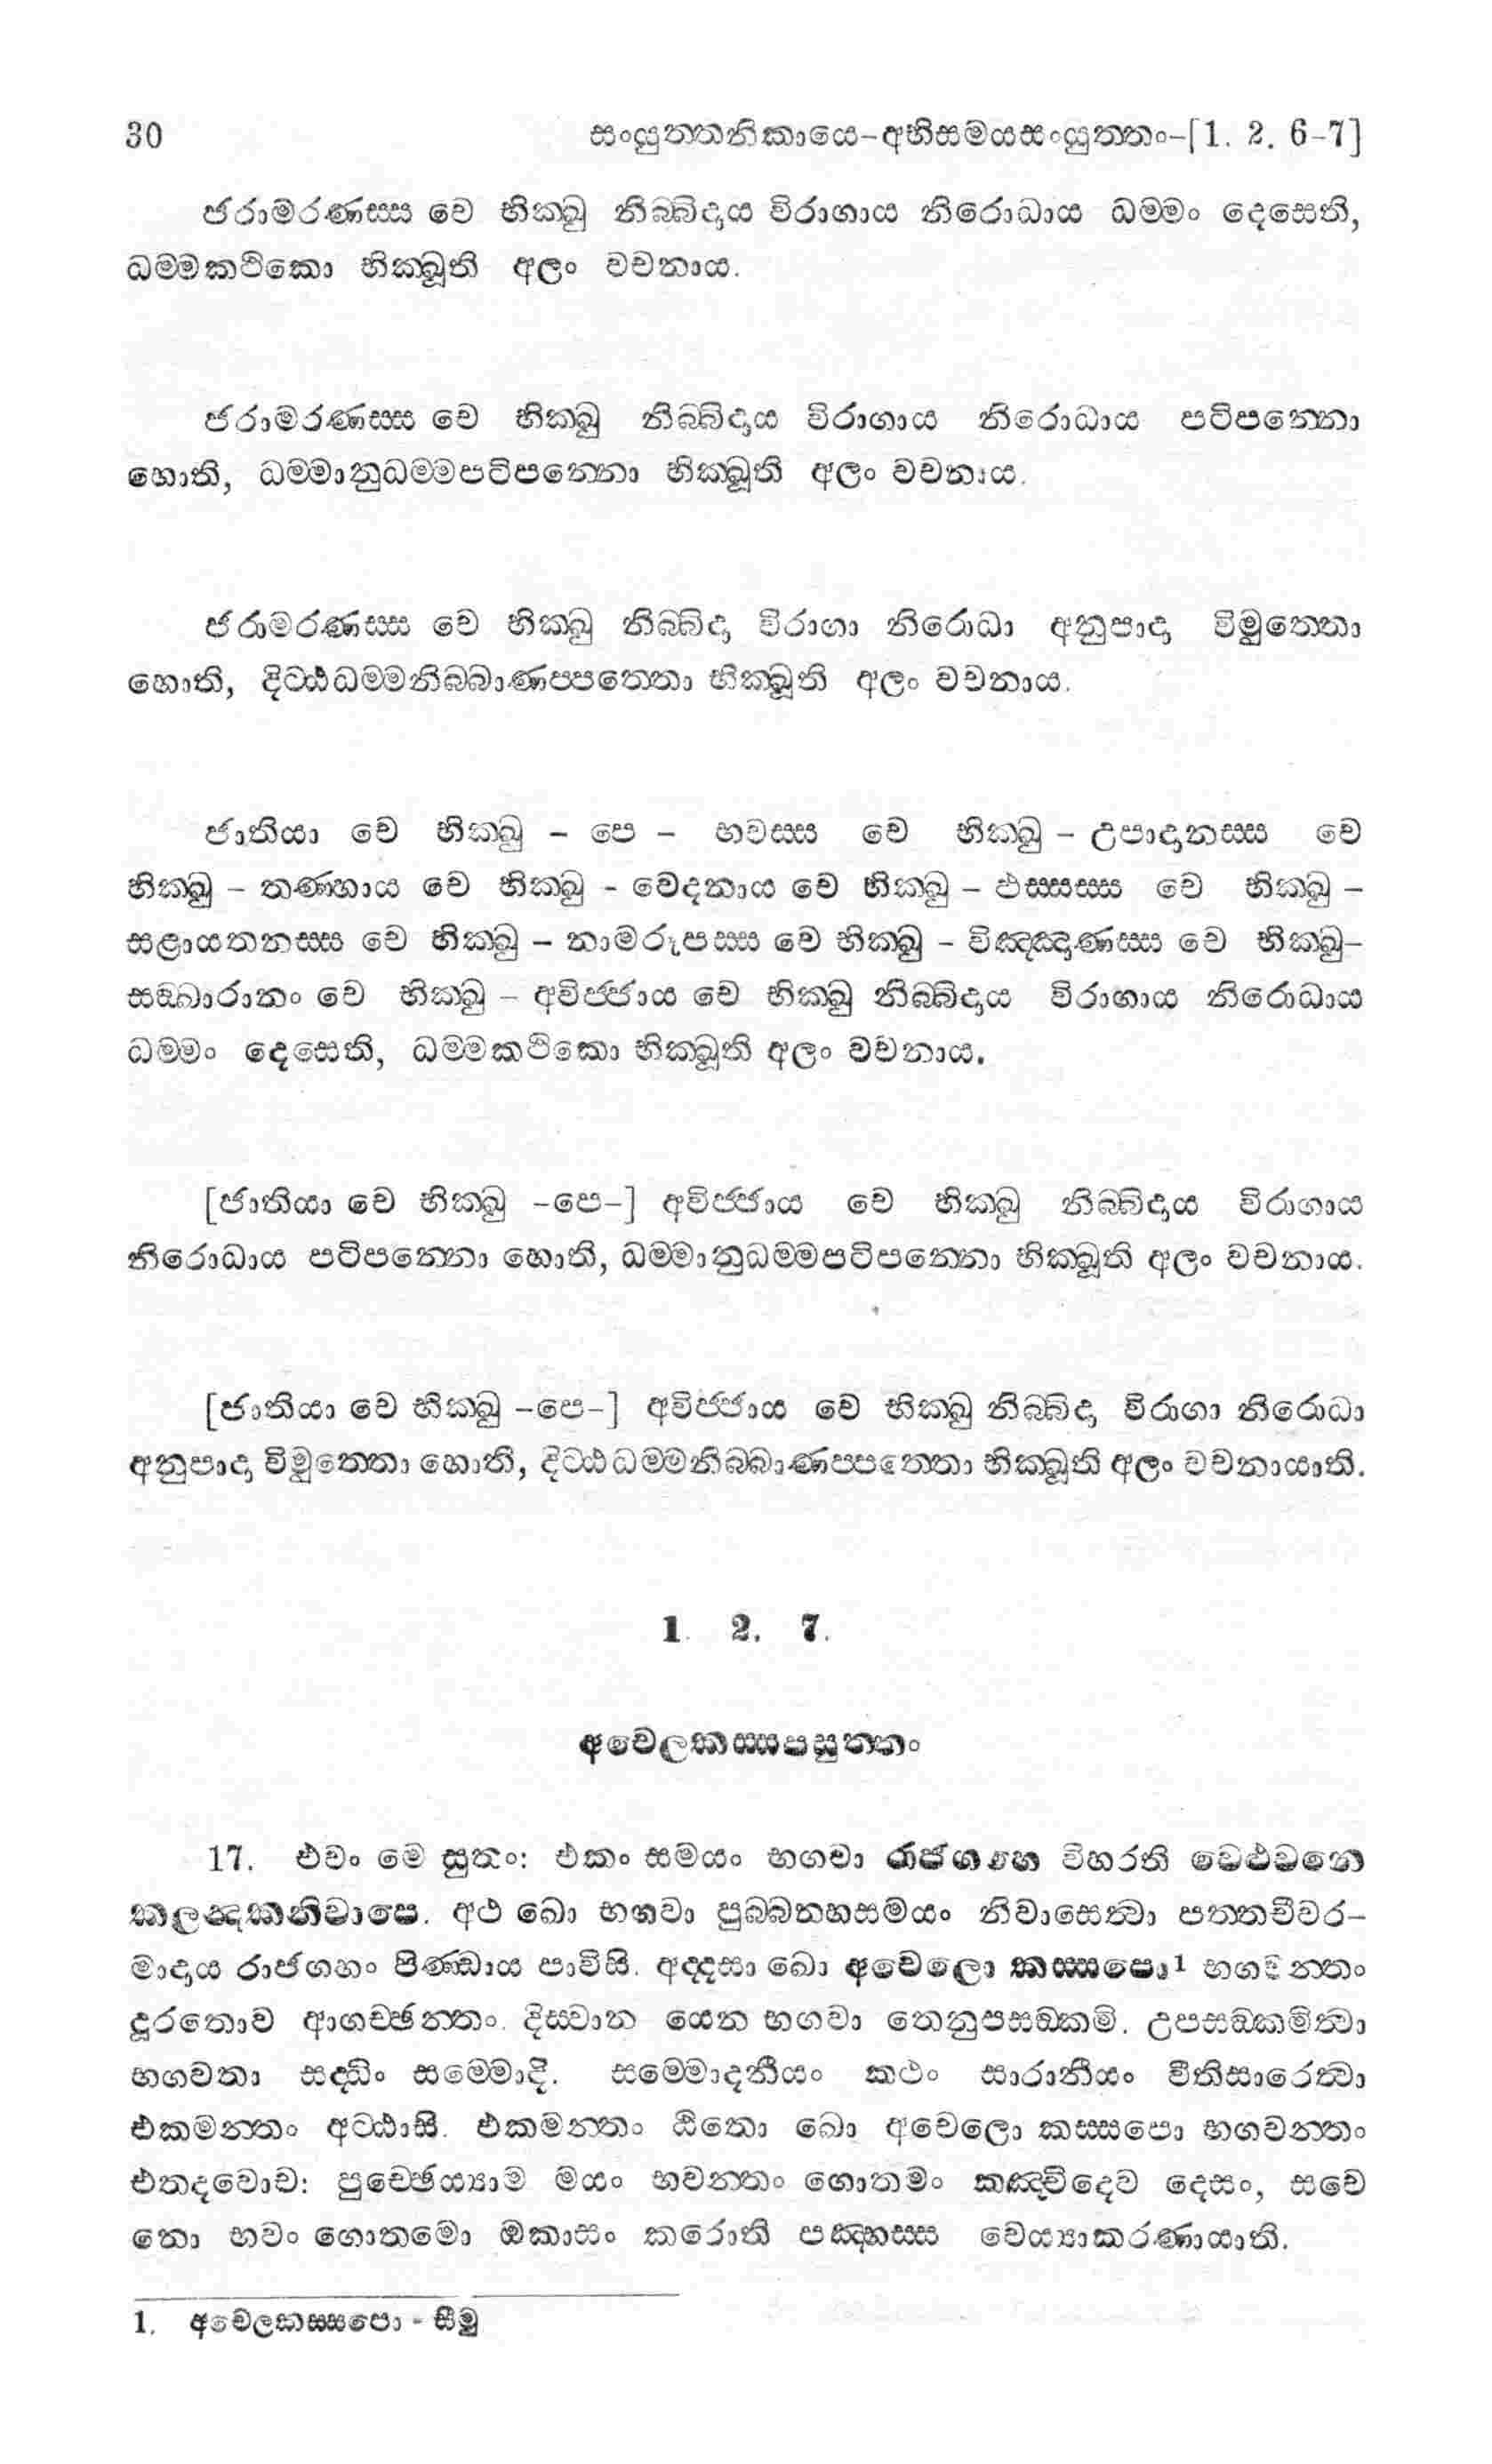 30 සංයුත්තනිකායෙ-අභිසමයසංයුත්තං-[1. 2. 6-7]
ජරාමරණස්ස චෙ භික්ඛු නිබ්බිදාය විරාගාය නිරොධාය ධම්මං දෙසෙති,
ධම්මකථිකො භික්ඛූති අලං වචනාය.
ජරාමරණස්ස චෙ භික්ඛු නිබ්බිදාය විරාගාය නිරොධාය පටිපන්නො
හොති, ධම්මානුධම්මපටිපන්නො භික්ඛූති අලං වචනාය.
ජරාමරණස්ස චෙ භික්ඛු නිබ්බිදා විරාගා නිරොධා අනුපාදා විමුත්තො
හොති, දිට්ඨධම්මනිබ්බාණප්පත්තො භික්ඛූති අලං වචනාය.
ජාතියා චෙ භික්ඛු - පෙ - භවස්ස චෙ භික්ඛු - උපාදානස්ස චෙ
භික්ඛු - තණ්හාය චෙ භික්ඛු - වෙදනාය චෙ භික්ඛු - ඵස්සස්ස චෙ භික්ඛු -
සළායතනස්ස චෙ භික්ඛු - නාමරූපස්ස චෙ භික්ඛු - විඤ්ඤාණස්ස චෙ භික්ඛු-
සඞ්ඛාරානං චෙ භික්ඛු - අවිජ්ජාය චෙ භික්ඛු නිබ්බිදාය විරාගාය නිරොධාය
ධම්මං දෙසෙති, ධම්මකථිකො භික්ඛූති අලං වචනාය.
[ජාතියා චෙ භික්ඛු -පෙ-] අවිජ්ජාය චෙ භික්ඛු නිබ්බිදාය විරාගාය
නිරොධාය පටිපන්නො හොති, ධම්මානුධම්මපටිපන්නො භික්ඛූති අලං වචනාය.
[ජාතියා චෙ භික්ඛු -පෙ-] අවිජ්ජාය චෙ භික්ඛු නිබ්බිදා විරාගා නිරොධා
අනුපාදා විමුත්තො හොති, දිට්ඨධම්මනිබ්බාණප්පත්තො භික්ඛූති අලං වචනායාති.
1. 2. 7.
අචෙලකස්සපසුත්තං
17. එවං මෙ සුතං: එකං සමයං භගවා රාජගහෙ විහරති වෙළුවනෙ
කලන්දකනිවාපෙ. අථ ඛො භගවා පුබ්බන්හසමයං නිවාසෙත්වා පත්තචීවර-
මාදාය රාජගහං පිණ්ඩාය පාවිසි. අද්දසා ඛො අචෙලො කස්සපො¹ භගවන්තං
දූරතොව ආගච්ඡන්තං. දිස්වාන යෙන භගවා තෙනුපසඞ්කමි. උපසඞ්කමිත්වා
භගවතා සද්ධිං සම්මොදි. සම්මොදනීයං කථං සාරාණීයං වීතිසාරෙත්වා
එකමන්තං අට්ඨාසි. එකමන්තං ඨිතො ඛො අචෙලො කස්සපො භගවන්තං
එතදවොච: පුච්ඡෙය්‍යාම මයං භවන්තං ගොතමං කඤ්චිදෙව දෙසං, සචෙ
නො භවං ගොතමො ඔකාසං කරොති පඤ්හස්ස වෙය්‍යාකරණායාති.
1. අචෙලකස්සපො - සීමු